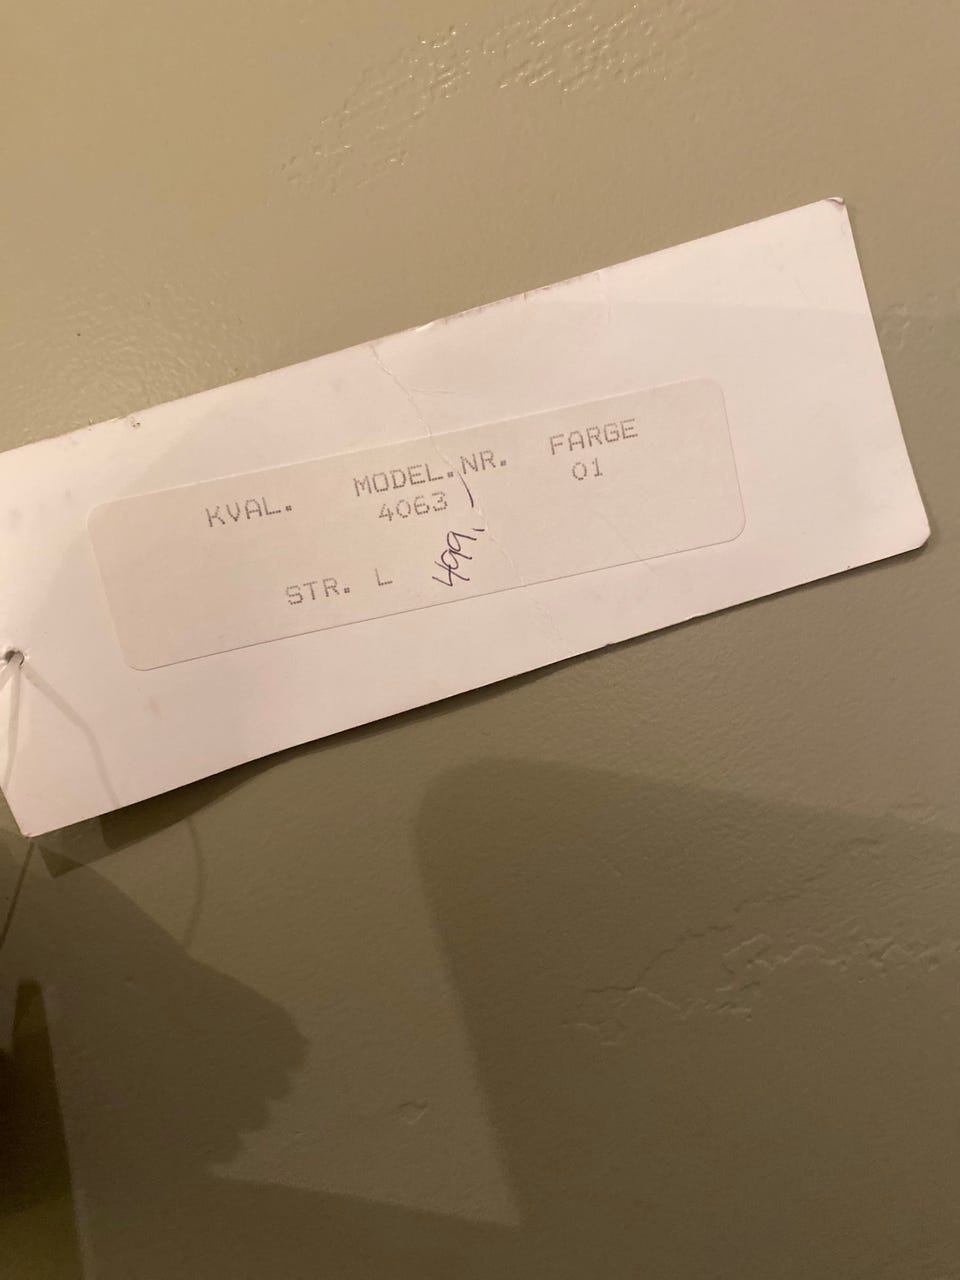 KVAL. MODEL.NR. FARGE
4063 01
STR. L 499,-